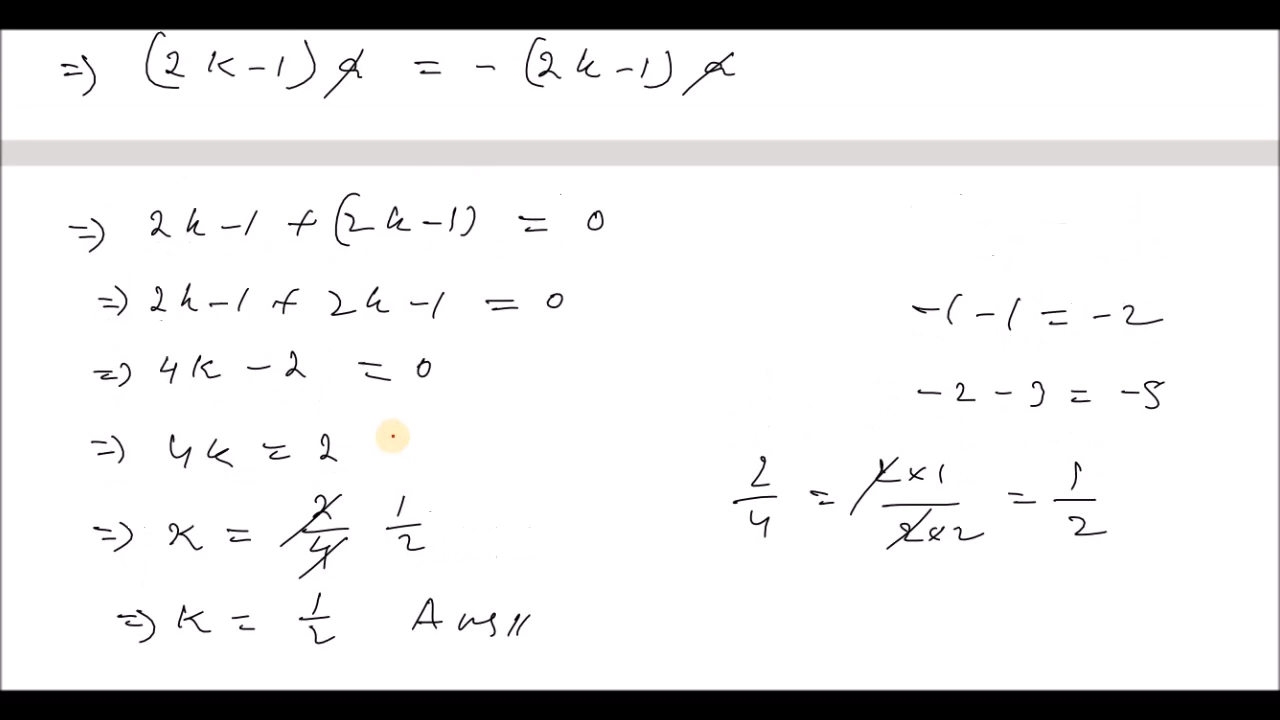 => (2k-1)α = -(2k-1)α
=> 2k-1 + (2k-1) = 0
=> 2k-1 + 2k-1 = 0
=> 4k - 2 = 0
=> 4k = 2
=> k = 2/4 1/2
=> k = 1/2 Ans//
-1 - 1 = -2
-2 - 3 = -5
2/4 = 2×1/2×2 = 1/2